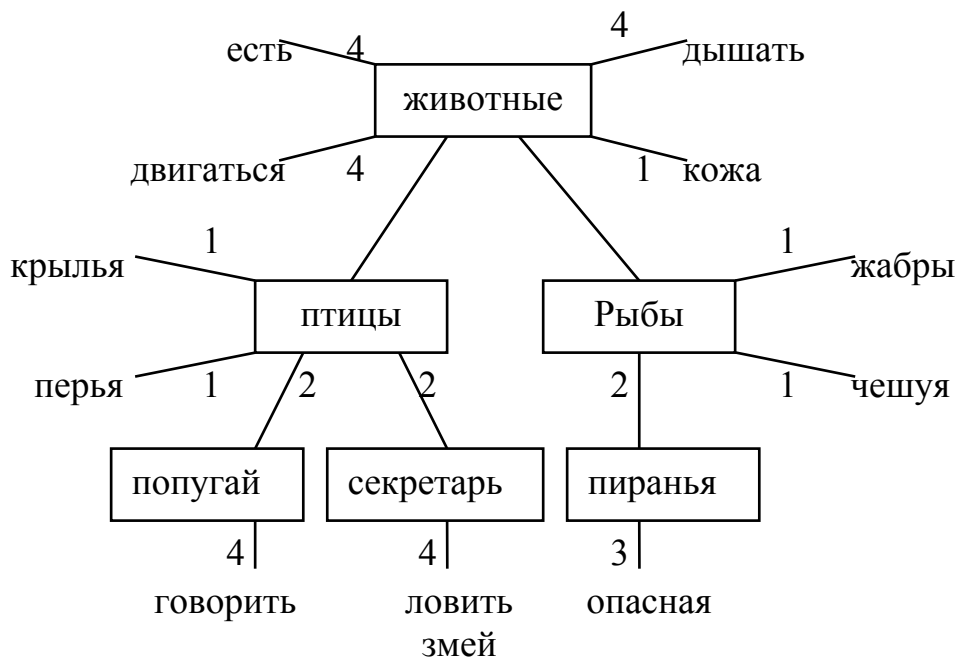 есть 4 4 дышать
животные
двигаться 4 1 кожа
крылья 1 1 жабры
птицы Рыбы
перья 1 2 2 2 1 чешуя
попугай секретарь пиранья
4 4 3
говорить ловить опасная
змей